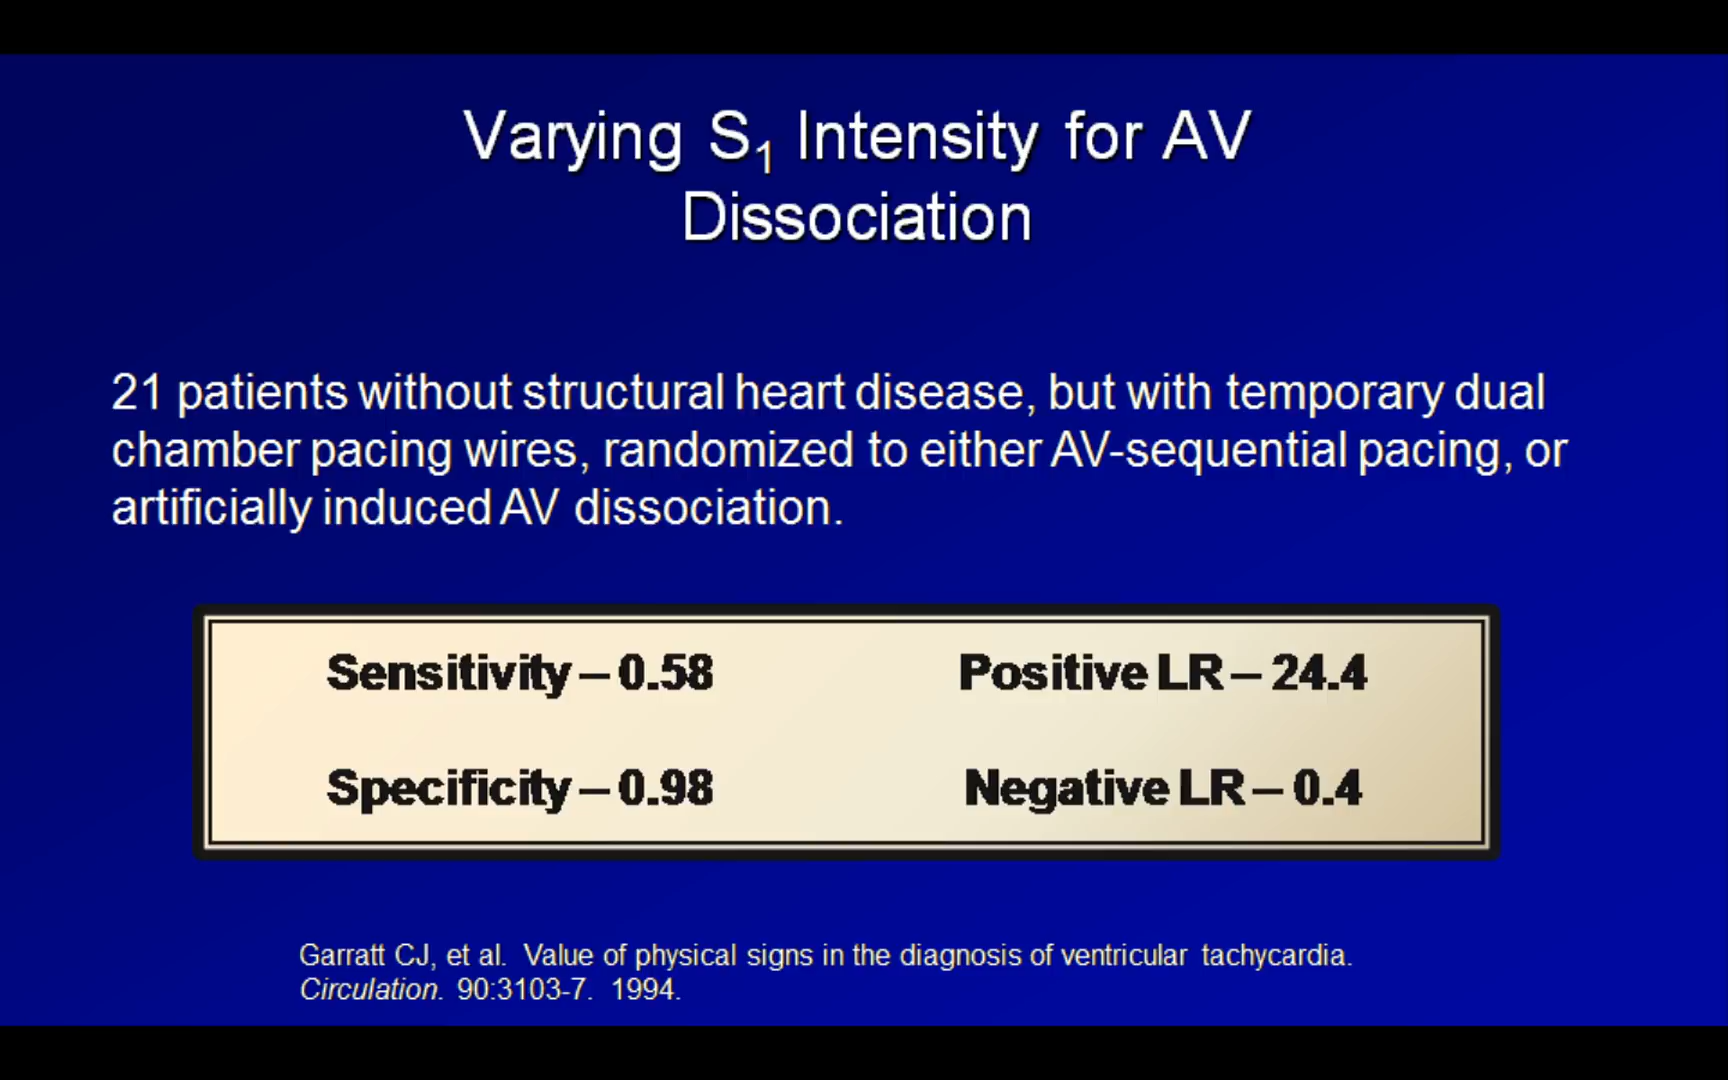 Varying S₁ Intensity for AV
Dissociation
21 patients without structural heart disease, but with temporary dual
chamber pacing wires, randomized to either AV-sequential pacing, or
artificially induced AV dissociation.
Sensitivity – 0.58
Positive LR – 24.4
Specificity – 0.98
Negative LR – 0.4
Garratt CJ, et al. Value of physical signs in the diagnosis of ventricular tachycardia.
Circulation. 90:3103-7. 1994.